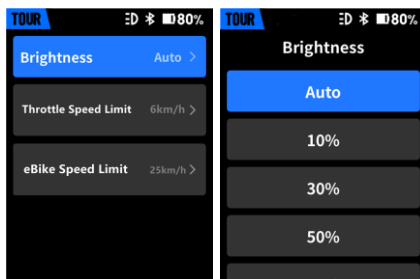 TOUR 80%
Brightness Auto >
Throttle Speed Limit 6km/h >
eBike Speed Limit 25km/h >
TOUR 80%
Brightness
Auto
10%
30%
50%